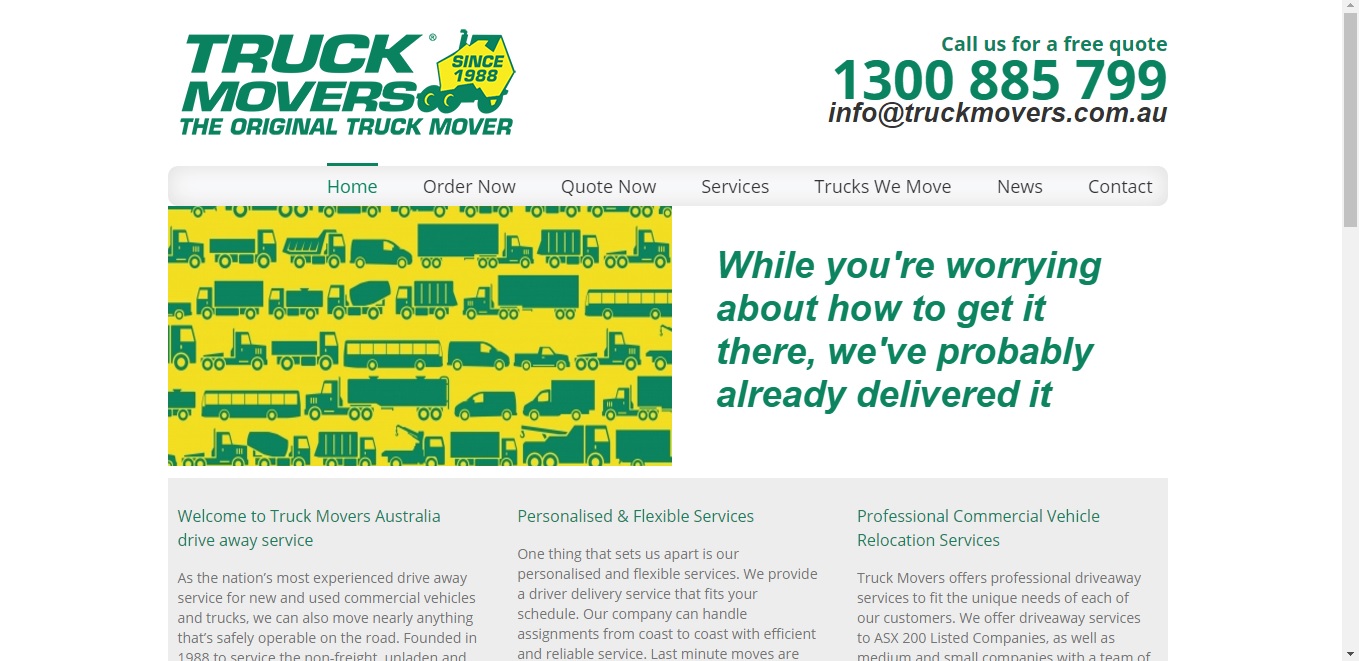 TRUCK ®
MOVERS
SINCE
1988
THE ORIGINAL TRUCK MOVER
Call us for a free quote
1300 885 799
info@truckmovers.com.au
Home Order Now Quote Now Services Trucks We Move News Contact
While you're worrying
about how to get it
there, we've probably
already delivered it
Welcome to Truck Movers Australia
drive away service
As the nation's most experienced drive away
service for new and used commercial vehicles
and trucks, we can also move nearly anything
that's safely operable on the road. Founded in
1988 to service the non-freight, unladen and
Personalised & Flexible Services
One thing that sets us apart is our
personalised and flexible services. We provide
a driver delivery service that fits your
schedule. Our company can handle
assignments from coast to coast with efficient
and reliable service. Last minute moves are
Professional Commercial Vehicle
Relocation Services
Truck Movers offers professional driveaway
services to fit the unique needs of each of
our customers. We offer driveaway services
to ASX 200 Listed Companies, as well as
medium and small companies with a team of